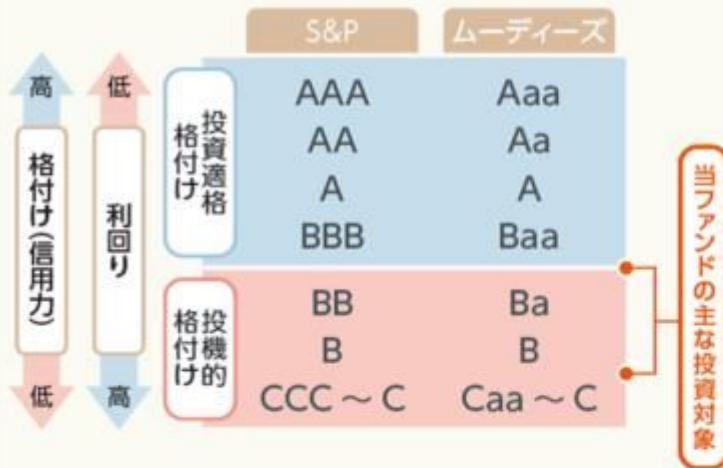 S&P ムーディーズ
高 低
格付け(信用力)
利回り
低 高
投資適格
格付け
AAA Aaa
AA Aa
A A
BBB Baa
投機的
格付け
BB Ba
B B
CCC ~ C Caa ~ C
当ファンドの主な投資対象